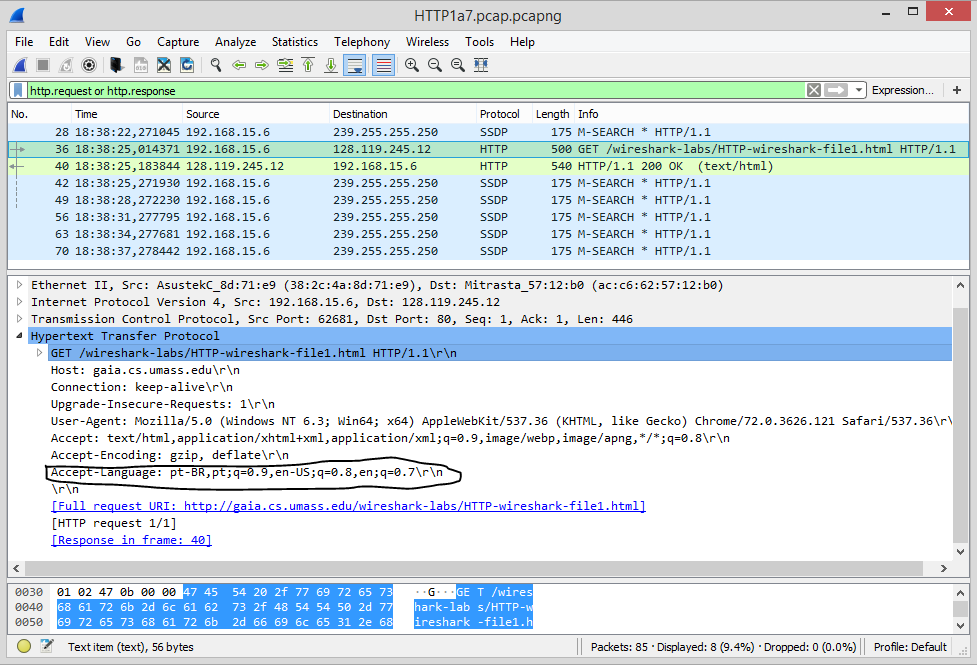 HTTP1a7.pcap.pcapng
File Edit View Go Capture Analyze Statistics Telephony Wireless Tools Help
http.request or http.response Expression... +
No. Time Source Destination Protocol Length Info
28 18:38:22,271045 192.168.15.6 239.255.255.250 SSDP 175 M-SEARCH * HTTP/1.1
36 18:38:25,014371 192.168.15.6 128.119.245.12 HTTP 500 GET /wireshark-labs/HTTP-wireshark-file1.html HTTP/1.1
40 18:38:25,183844 128.119.245.12 192.168.15.6 HTTP 540 HTTP/1.1 200 OK  (text/html)
42 18:38:25,271930 192.168.15.6 239.255.255.250 SSDP 175 M-SEARCH * HTTP/1.1
49 18:38:28,272230 192.168.15.6 239.255.255.250 SSDP 175 M-SEARCH * HTTP/1.1
56 18:38:31,277795 192.168.15.6 239.255.255.250 SSDP 175 M-SEARCH * HTTP/1.1
63 18:38:34,277681 192.168.15.6 239.255.255.250 SSDP 175 M-SEARCH * HTTP/1.1
70 18:38:37,278442 192.168.15.6 239.255.255.250 SSDP 175 M-SEARCH * HTTP/1.1
Ethernet II, Src: AsustekC_8d:71:e9 (38:2c:4a:8d:71:e9), Dst: Mitrasta_57:12:b0 (ac:c6:62:57:12:b0)
Internet Protocol Version 4, Src: 192.168.15.6, Dst: 128.119.245.12
Transmission Control Protocol, Src Port: 62681, Dst Port: 80, Seq: 1, Ack: 1, Len: 446
Hypertext Transfer Protocol
GET /wireshark-labs/HTTP-wireshark-file1.html HTTP/1.1\r\n
Host: gaia.cs.umass.edu\r\n
Connection: keep-alive\r\n
Upgrade-Insecure-Requests: 1\r\n
User-Agent: Mozilla/5.0 (Windows NT 6.3; Win64; x64) AppleWebKit/537.36 (KHTML, like Gecko) Chrome/72.0.3626.121 Safari/537.36\r\
Accept: text/html,application/xhtml+xml,application/xml;q=0.9,image/webp,image/apng,*/*;q=0.8\r\n
Accept-Encoding: gzip, deflate\r\n
Accept-Language: pt-BR,pt;q=0.9,en-US;q=0.8,en;q=0.7\r\n
\r\n
[Full request URI: http://gaia.cs.umass.edu/wireshark-labs/HTTP-wireshark-file1.html]
[HTTP request 1/1]
[Response in frame: 40]
0030 01 02 47 0b 00 00 47 45 54 20 2f 77 69 72 65 73 ··G···GE T /wires
0040 68 61 72 6b 2d 6c 61 62 73 2f 48 54 54 50 2d 77 hark-lab s/HTTP-w
0050 69 72 65 73 68 61 72 6b 2d 66 69 6c 65 31 2e 68 ireshark -file1.h
Text item (text), 56 bytes Packets: 85 · Displayed: 8 (9.4%) · Dropped: 0 (0.0%) Profile: Default